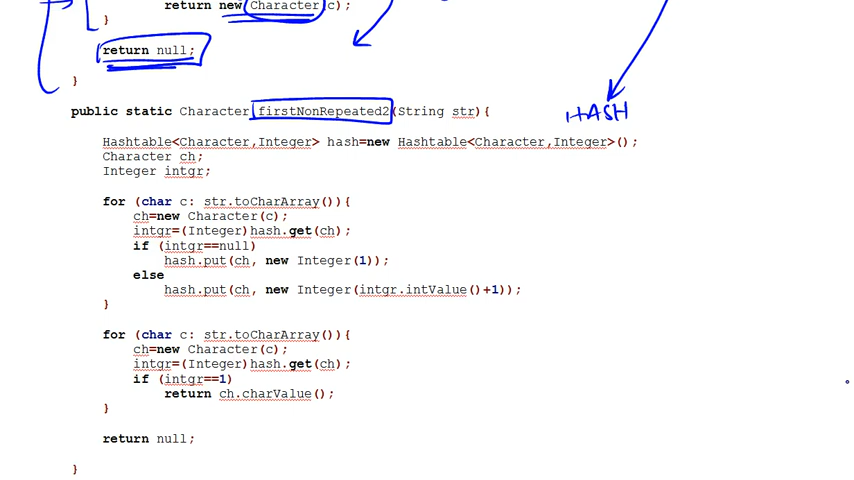 return new Character(c);
}
return null;
}
public static Character firstNonRepeated2(String str){
HASH
Hashtable<Character,Integer> hash=new Hashtable<Character,Integer>();
Character ch;
Integer intgr;
for (char c: str.toCharArray()){
ch=new Character(c);
intgr=(Integer)hash.get(ch);
if (intgr==null)
hash.put(ch, new Integer(1));
else
hash.put(ch, new Integer(intgr.intValue()+1));
}
for (char c: str.toCharArray()){
ch=new Character(c);
intgr=(Integer)hash.get(ch);
if (intgr==1)
return ch.charValue();
}
return null;
}